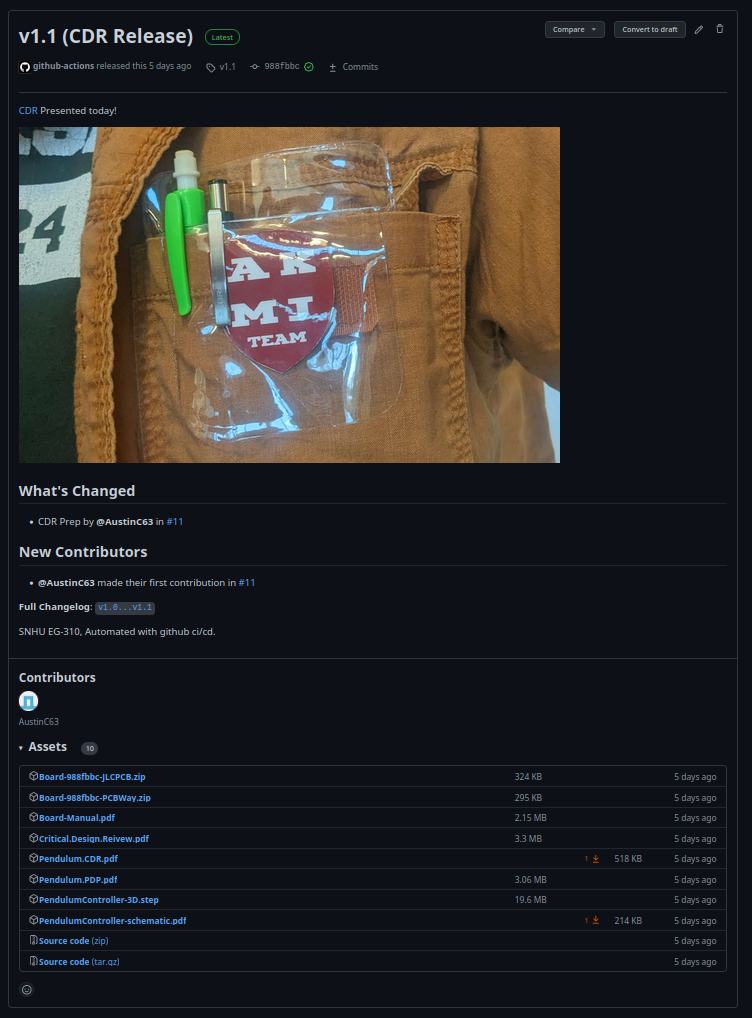 v1.1 (CDR Release) Latest Compare Convert to draft
github-actions released this 5 days ago v1.1 988fbbc Commits
CDR Presented today!
24
MI
TEAM
What's Changed
• CDR Prep by @AustinC63 in #11
New Contributors
• @AustinC63 made their first contribution in #11
Full Changelog: v1.0...v1.1
SNHU EG-310, Automated with github ci/cd.
Contributors
AustinC63
Assets 10
Board-988fbbc-JLCPCB.zip 324 KB 5 days ago
Board-988fbbc-PCBWay.zip 295 KB 5 days ago
Board-Manual.pdf 2.15 MB 5 days ago
Critical.Design.Reivew.pdf 3.3 MB 5 days ago
Pendulum.CDR.pdf 1 518 KB 5 days ago
Pendulum.PDP.pdf 3.06 MB 5 days ago
PendulumController-3D.step 19.6 MB 5 days ago
PendulumController-schematic.pdf 1 214 KB 5 days ago
Source code (zip) 5 days ago
Source code (tar.gz) 5 days ago